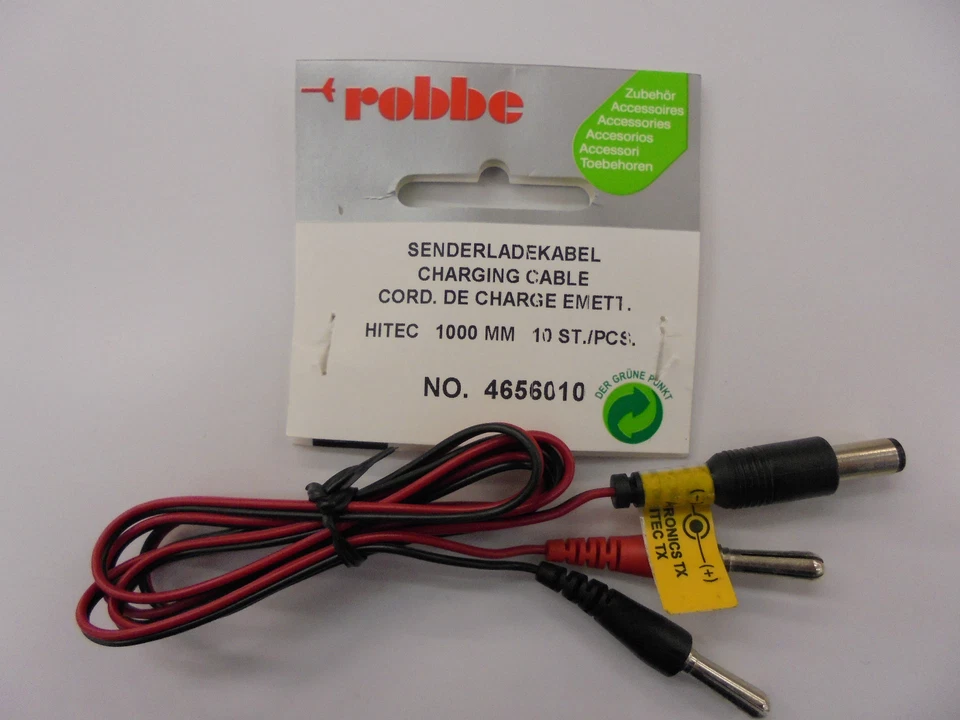 robbe
Zubehör
Accessoires
Accessories
Accesorios
Accessori
Toebehoren
SENDERLADEKABEL
CHARGING CABLE
CORD. DE CHARGE EMETT.
HITEC 1000 MM 10 ST./PCS.
NO. 4656010
DER GRÜNE PUNKT
(-)
(+)
PRONICS TX
ITEC TX